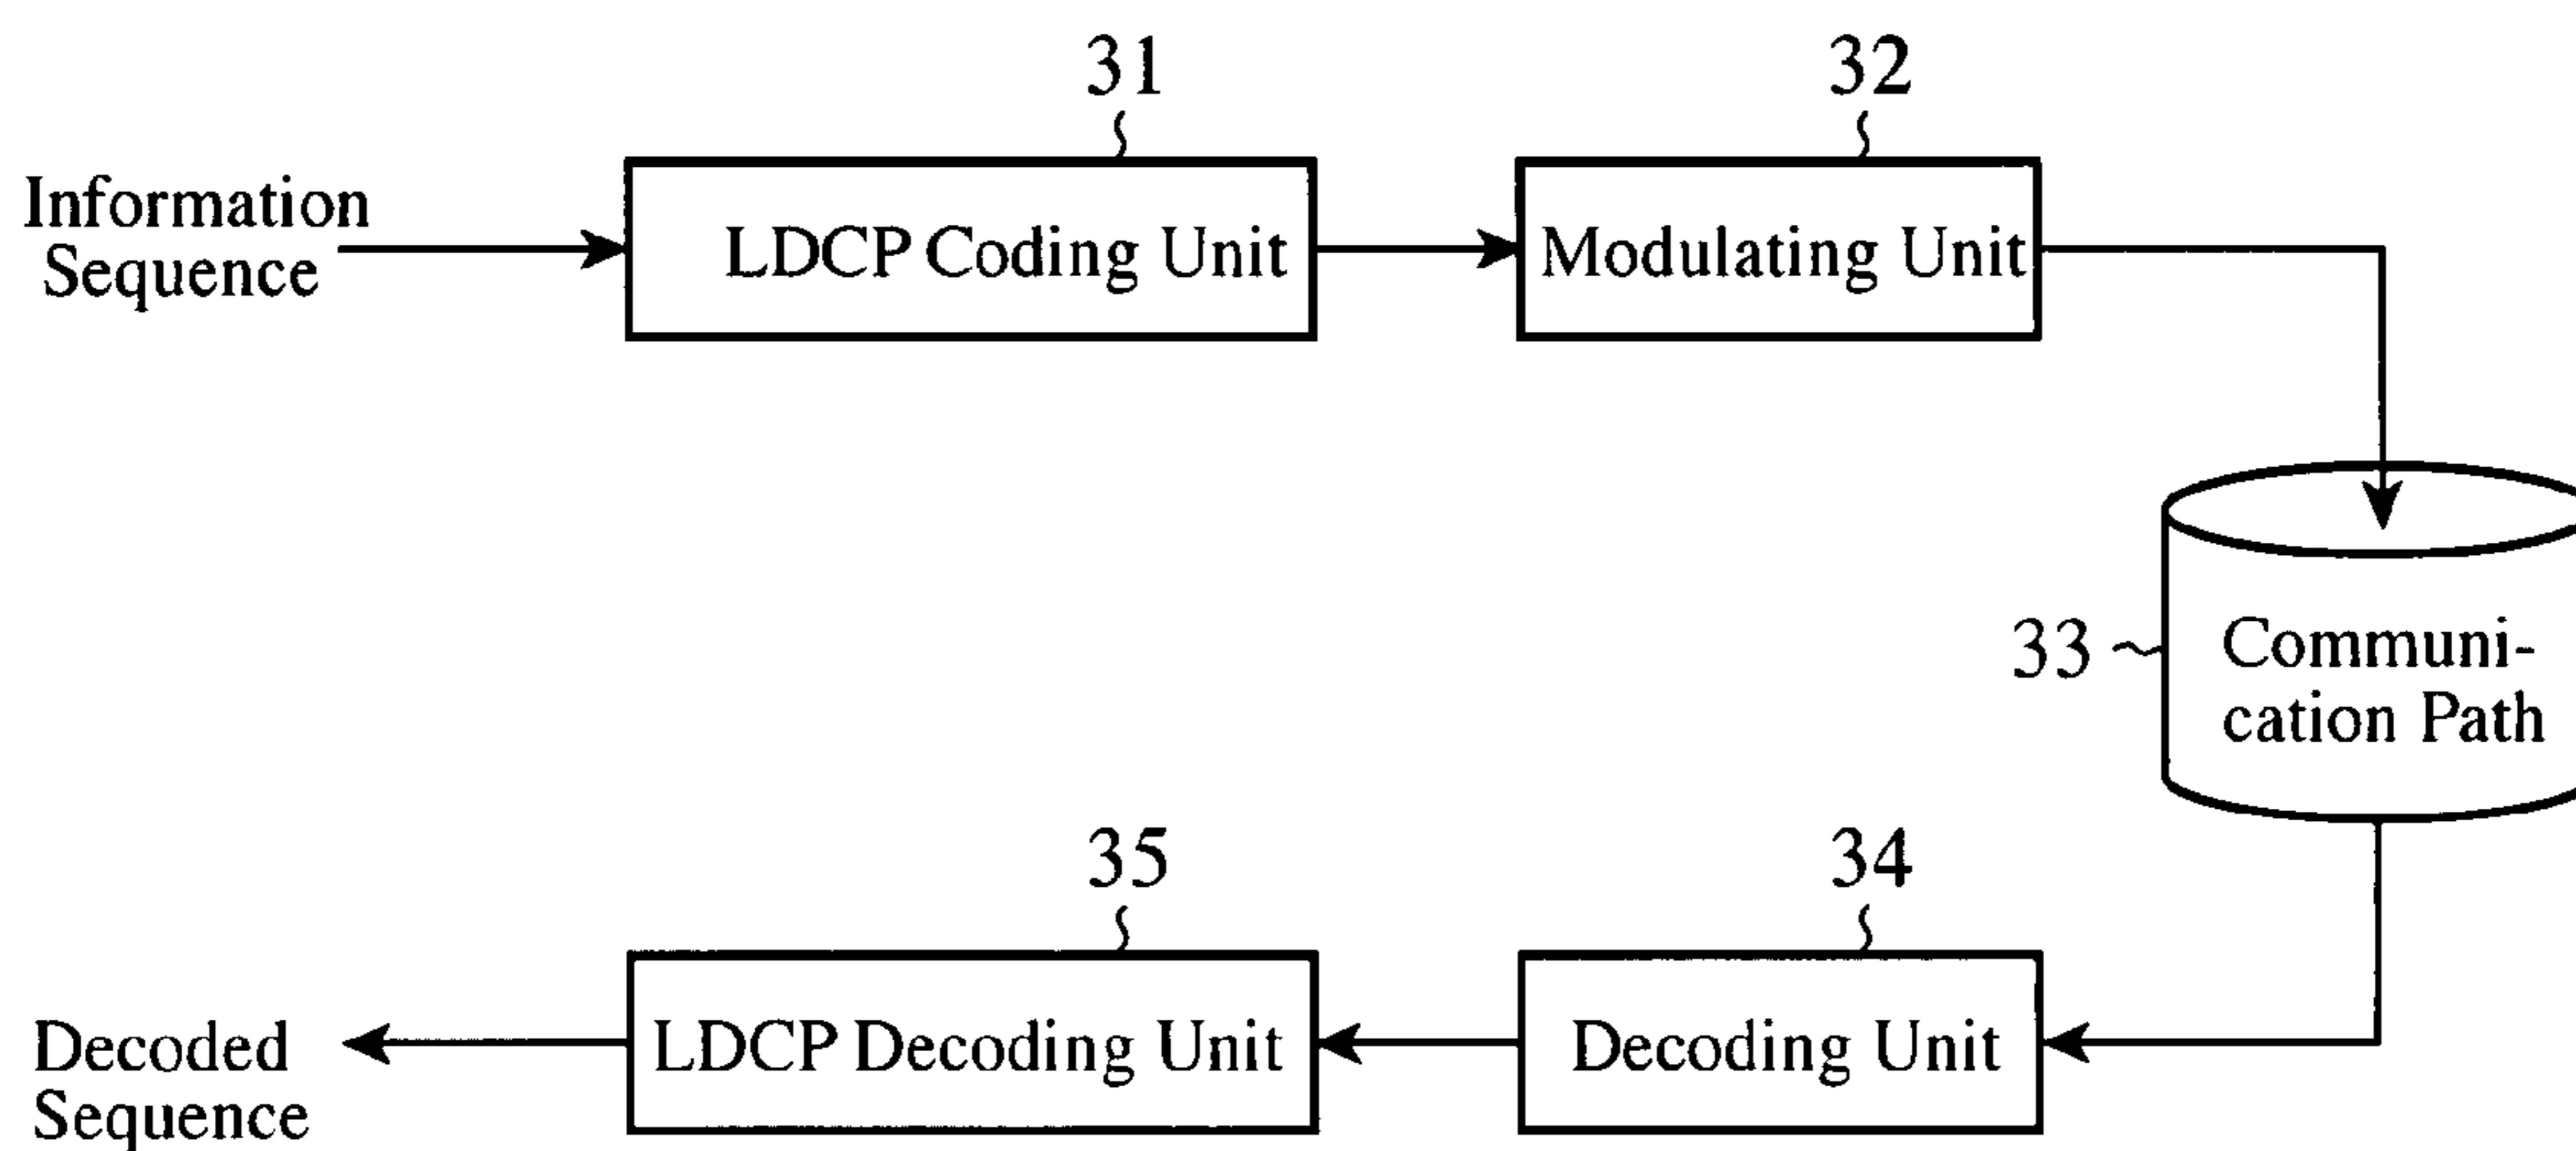 31
32
Information
Sequence
LDCP Coding Unit
Modulating Unit
33
Communi-
cation Path
35
34
Decoded
Sequence
LDCP Decoding Unit
Decoding Unit